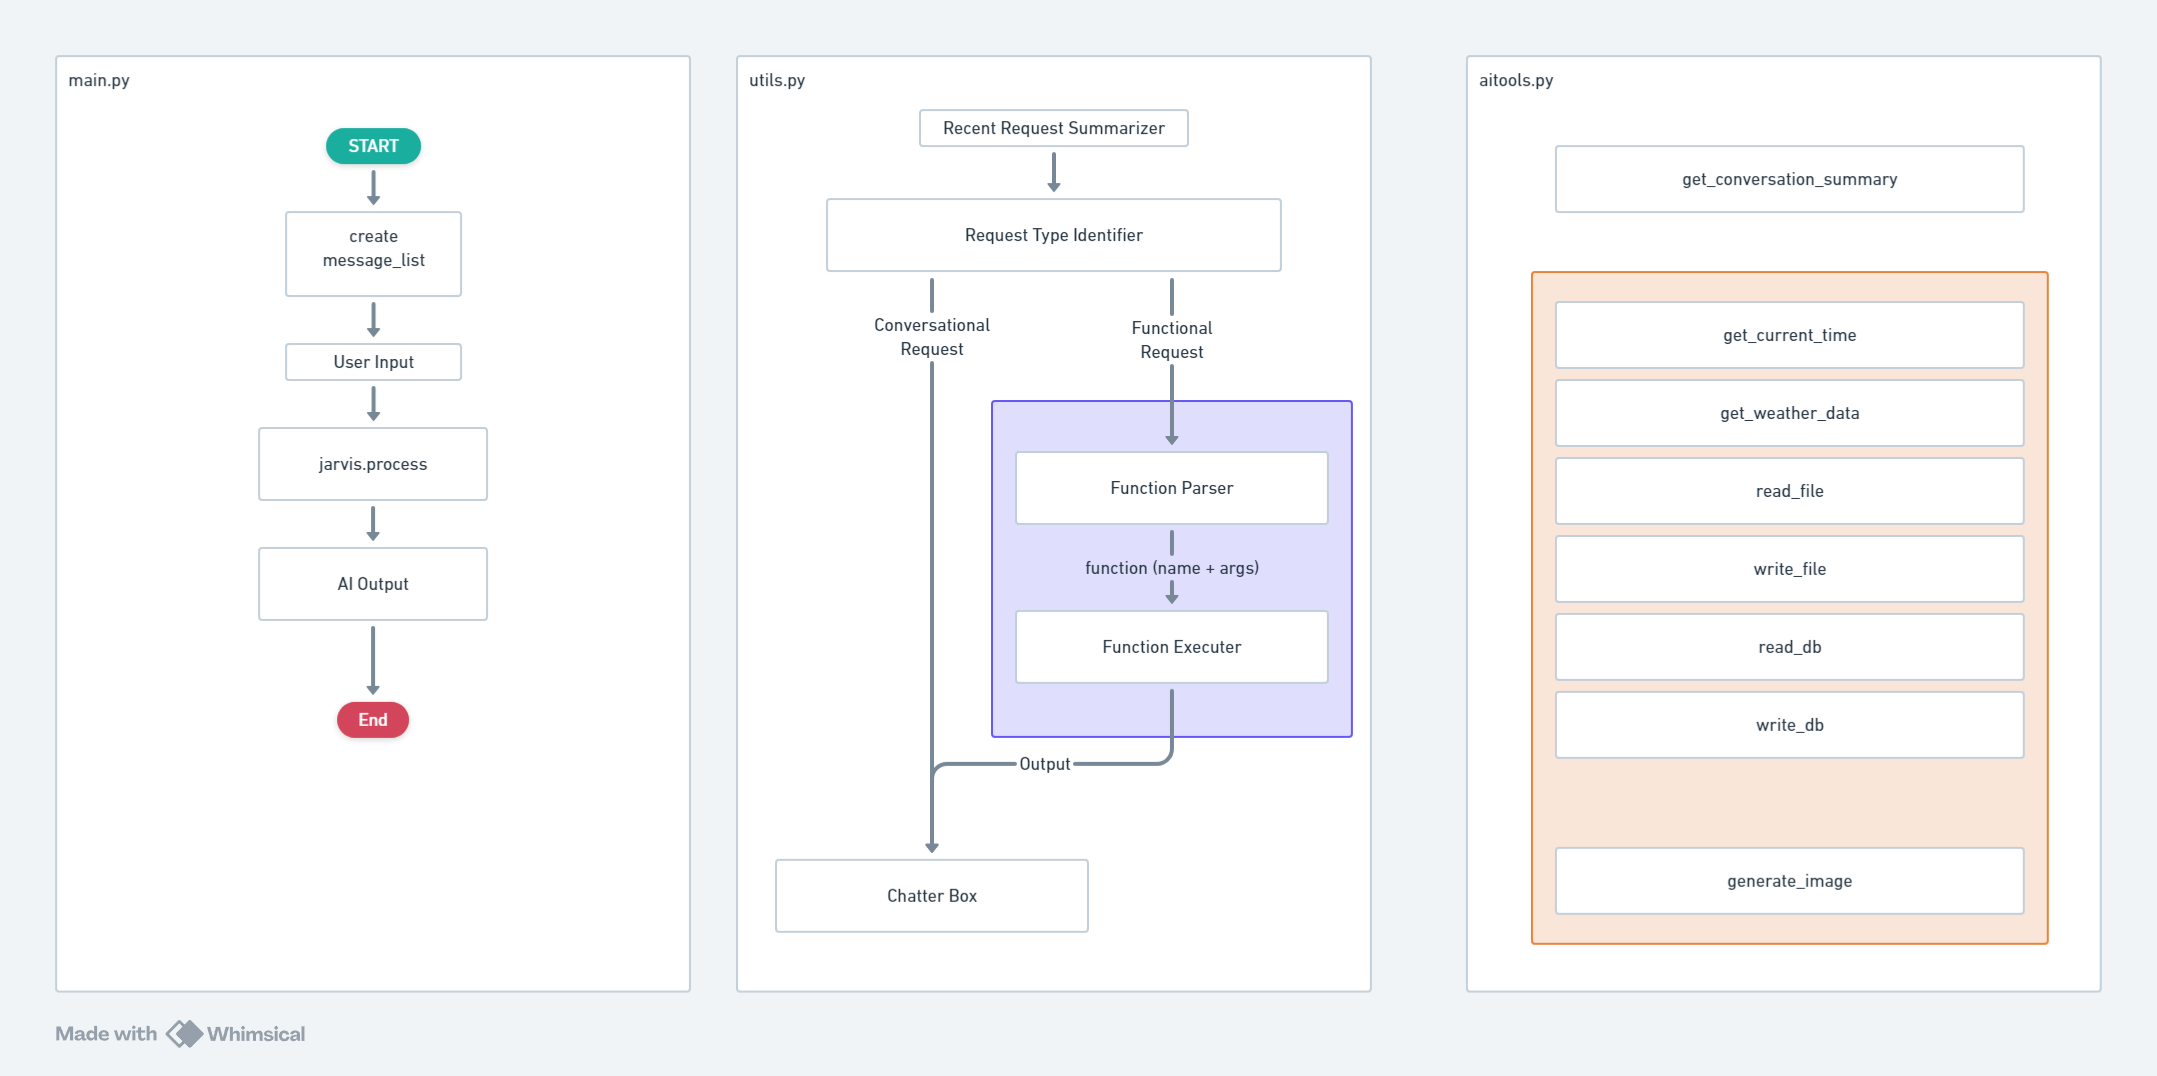 main.py
START
create
message_list
User Input
jarvis.process
AI Output
End
utils.py
Recent Request Summarizer
Request Type Identifier
Conversational
Request
Functional
Request
Function Parser
function (name + args)
Function Executer
Output
Chatter Box
aitools.py
get_conversation_summary
get_current_time
get_weather_data
read_file
write_file
read_db
write_db
generate_image
Made with Whimsical